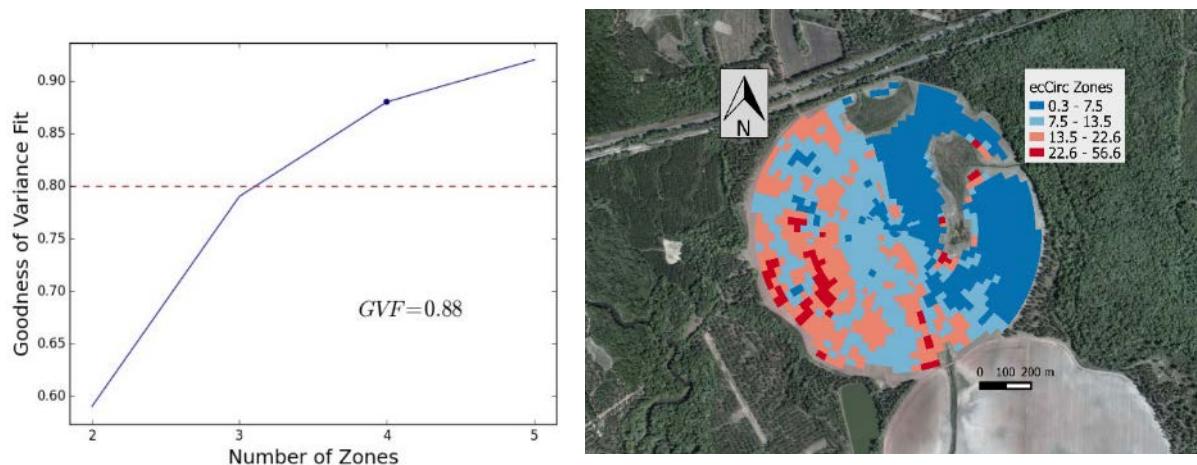 Goodness of Variance Fit
0.90
0.85
0.80
0.75
0.70
0.65
0.60
GVF=0.88
2
3
4
5
Number of Zones
N
ecCirc Zones
0.3 - 7.5
7.5 - 13.5
13.5 - 22.6
22.6 - 56.6
0 100 200 m